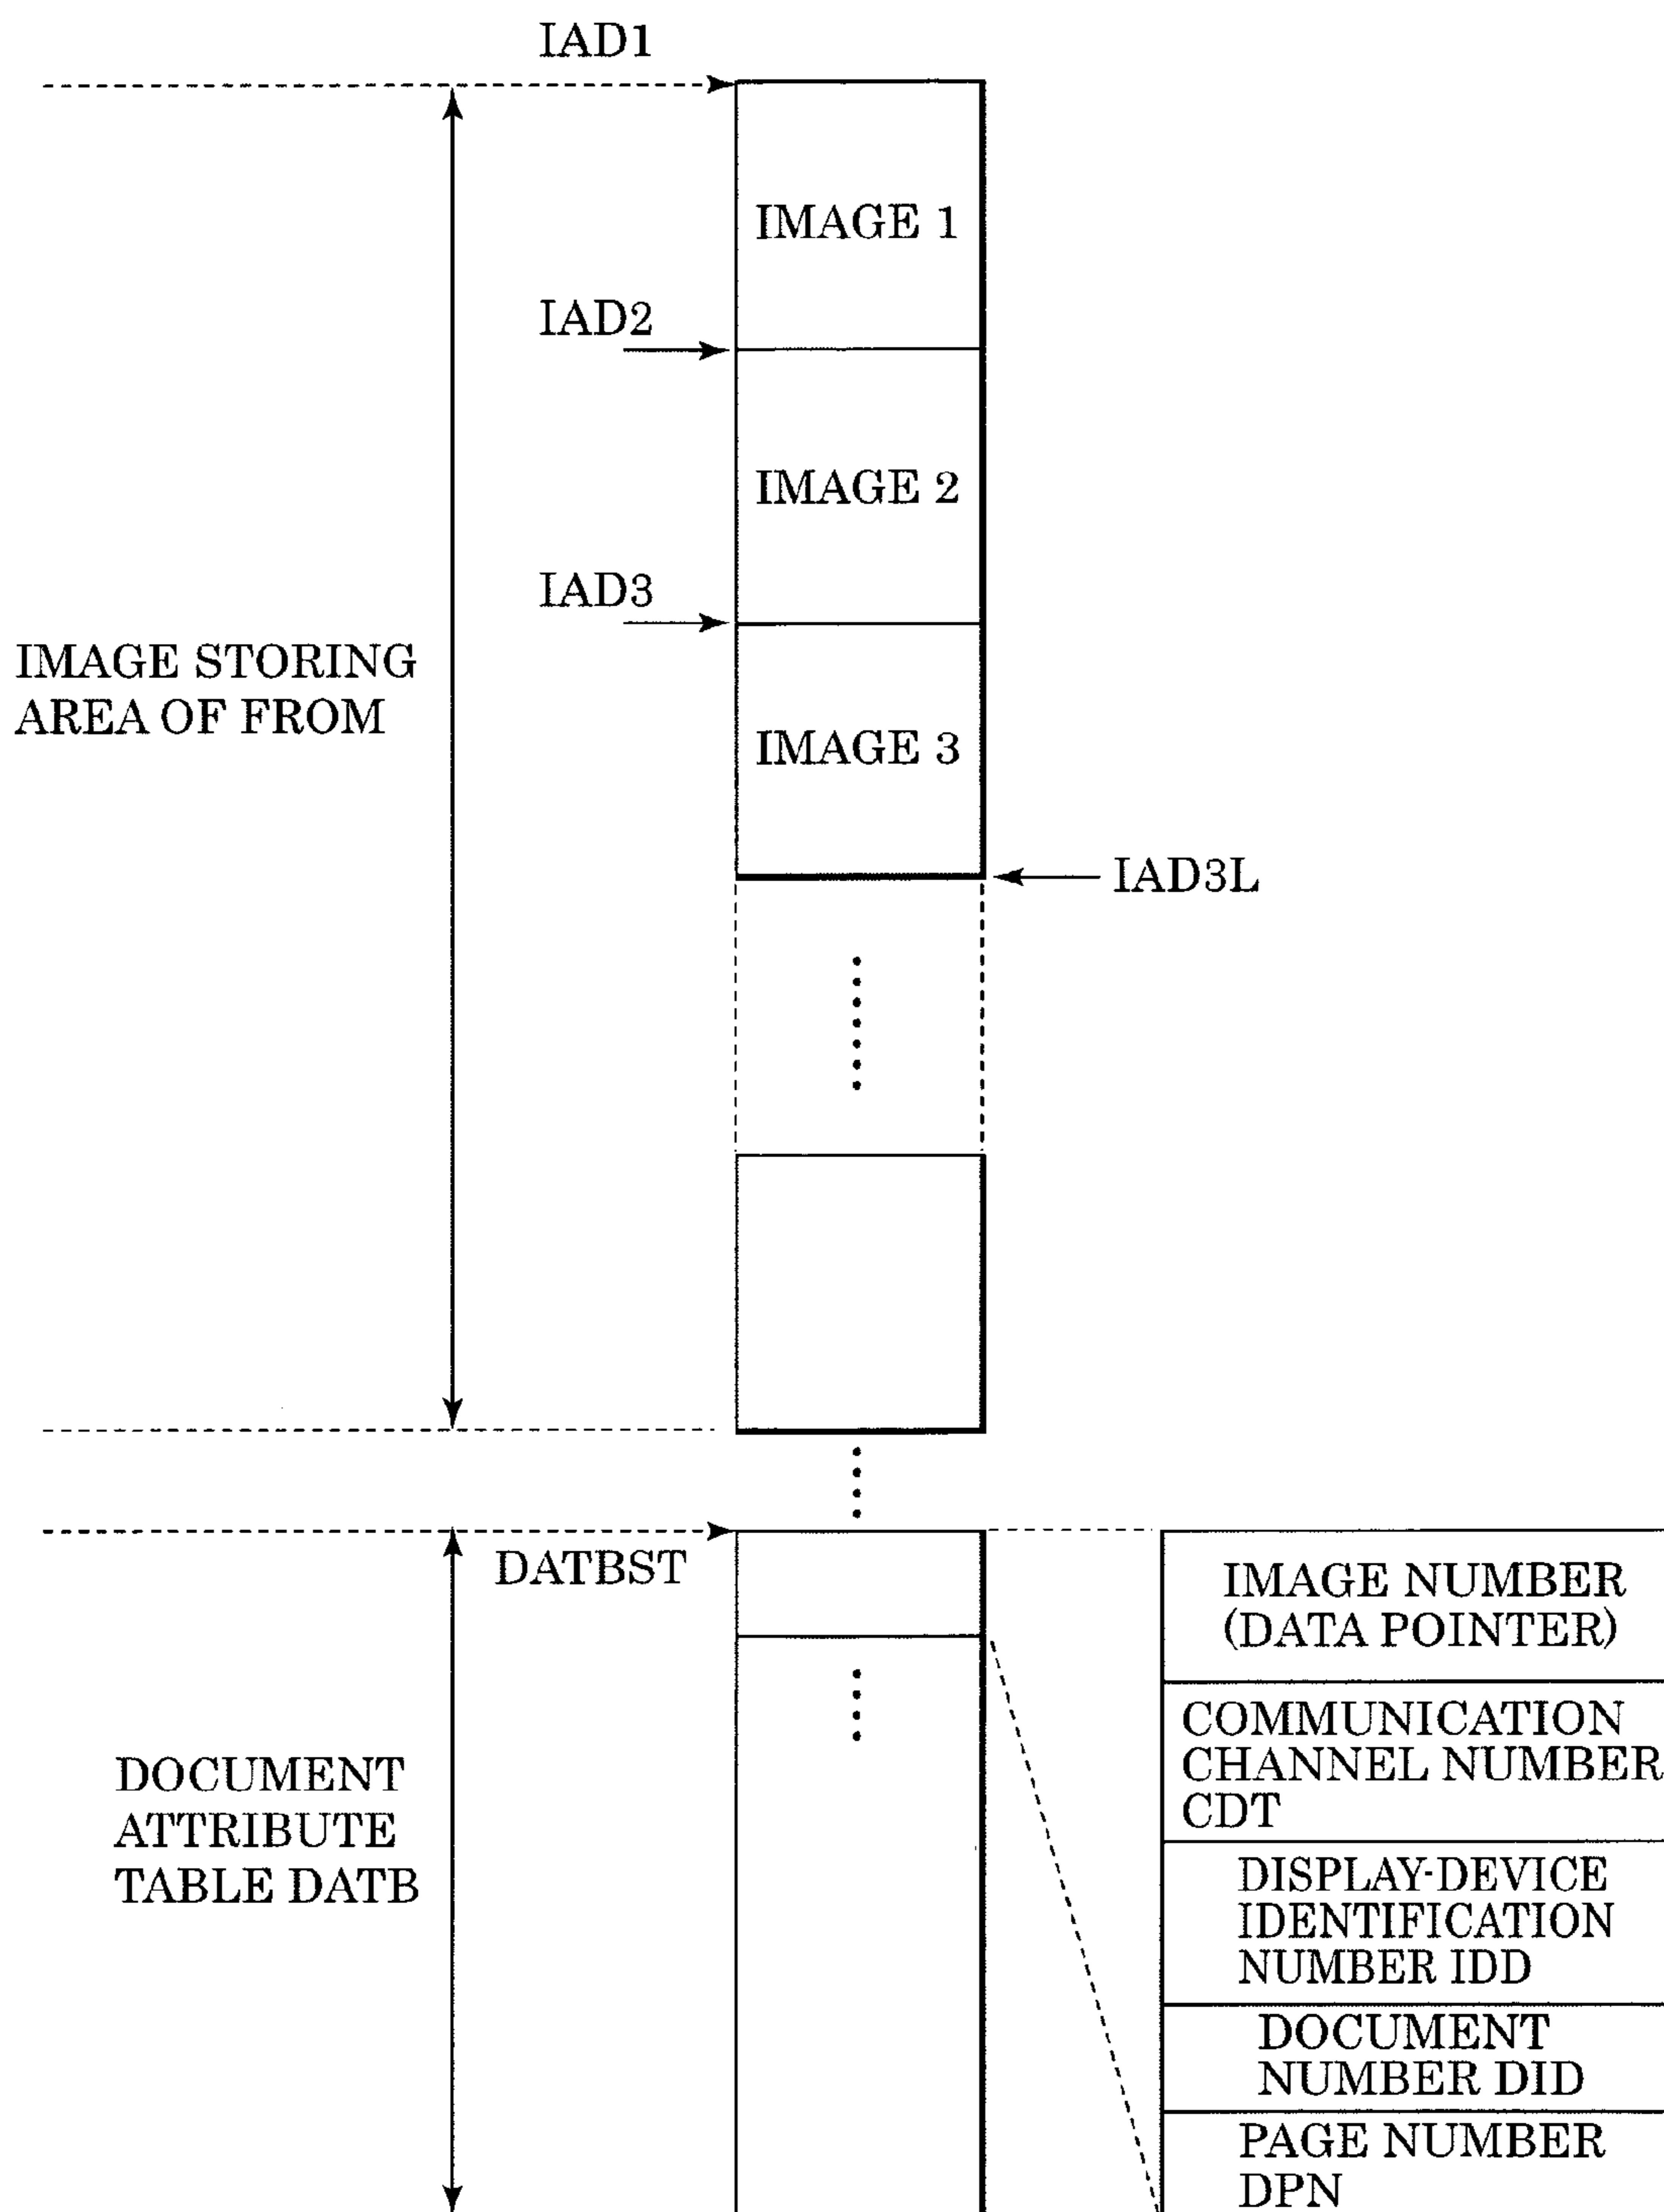 IAD1
IMAGE 1
IAD2
IMAGE 2
IAD3
IMAGE STORING
AREA OF FROM
IMAGE 3
IAD3L
DATBST
IMAGE NUMBER
(DATA POINTER)
COMMUNICATION
CHANNEL NUMBER
CDT
DOCUMENT
ATTRIBUTE
TABLE DATB
DISPLAY-DEVICE
IDENTIFICATION
NUMBER IDD
DOCUMENT
NUMBER DID
PAGE NUMBER
DPN